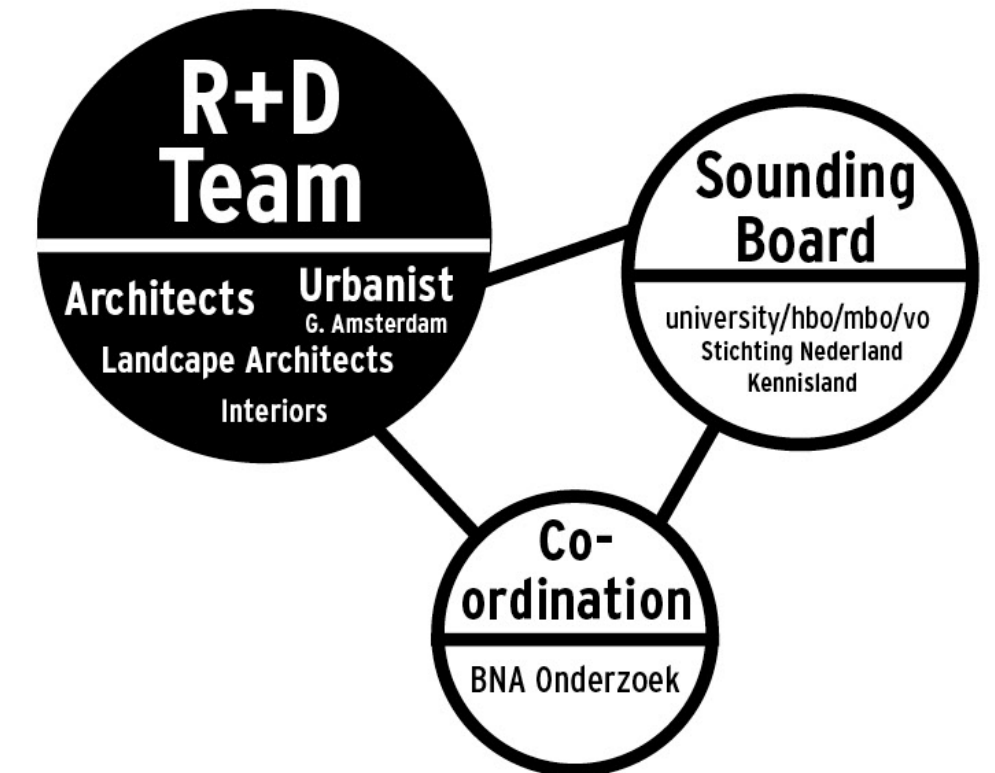 R+D
Team
Architects
Urbanist
G. Amsterdam
Landcape Architects
Interiors
Sounding
Board
university/hbo/mbo/vo
Stichting Nederland
Kennisland
Co-
ordination
BNA Onderzoek